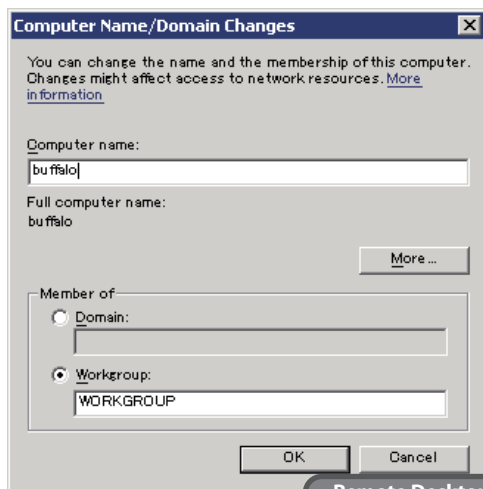 Computer Name/Domain Changes
You can change the name and the membership of this computer.
Changes might affect access to network resources. More
information
Computer name:
buffalo
Full computer name:
buffalo
More...
Member of
Domain:
Workgroup:
WORKGROUP
OK
Cancel